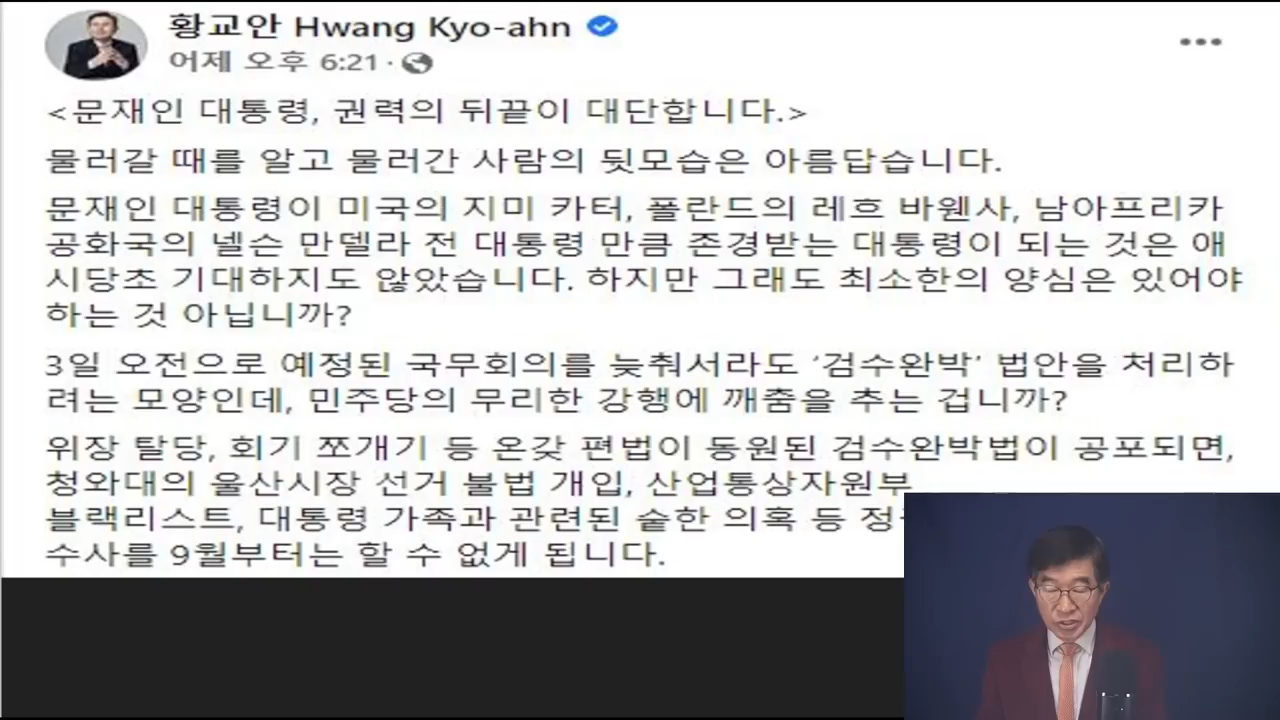 황교안 Hwang Kyo-ahn
어제 오후 6:21 ·
<문재인 대통령, 권력의 뒤끝이 대단합니다.>
물러갈 때를 알고 물러간 사람의 뒷모습은 아름답습니다.
문재인 대통령이 미국의 지미 카터, 폴란드의 레흐 바웬사, 남아프리카
공화국의 넬슨 만델라 전 대통령 만큼 존경받는 대통령이 되는 것은 애
시당초 기대하지도 않았습니다. 하지만 그래도 최소한의 양심은 있어야
하는 것 아닙니까?
3일 오전으로 예정된 국무회의를 늦춰서라도 ‘검수완박’ 법안을 처리하
려는 모양인데, 민주당의 무리한 강행에 깨춤을 추는 겁니까?
위장 탈당, 회기 쪼개기 등 온갖 편법이 동원된 검수완박법이 공포되면,
청와대의 울산시장 선거 불법 개입, 산업통상자원부
블랙리스트, 대통령 가족과 관련된 숱한 의혹 등
수사를 9월부터는 할 수 없게 됩니다.